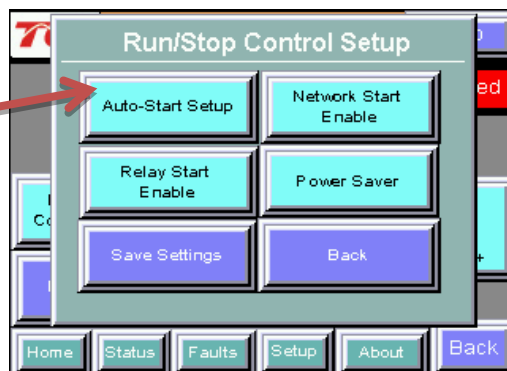 Run/Stop Control Setup
ed
Auto-Start Setup
Network Start
Enable
Relay Start
Enable
Power Saver
+
Save Settings
Back
Home
Status
Faults
Setup
About
Back